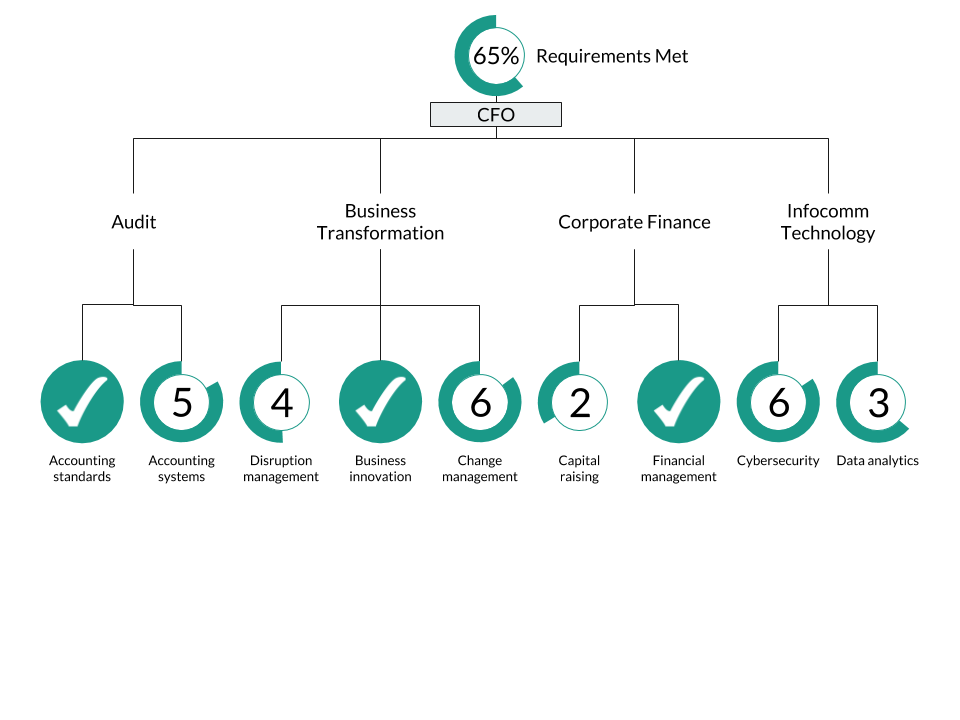 65%
Requirements Met
CFO
Audit
Business
Transformation
Corporate Finance
Infocomm
Technology
5
4
6
2
6
3
Accounting
standards
Accounting
systems
Disruption
management
Business
innovation
Change
management
Capital
raising
Financial
management
Cybersecurity
Data analytics